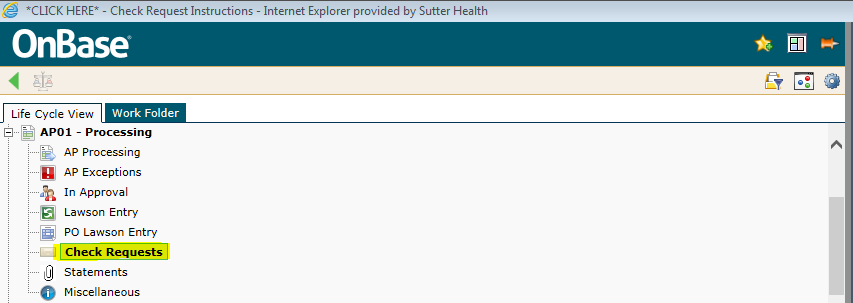 *CLICK HERE* - Check Request Instructions - Internet Explorer provided by Sutter Health
OnBase®
Life Cycle View Work Folder
AP01 - Processing
AP Processing
AP Exceptions
In Approval
Lawson Entry
PO Lawson Entry
Check Requests
Statements
Miscellaneous